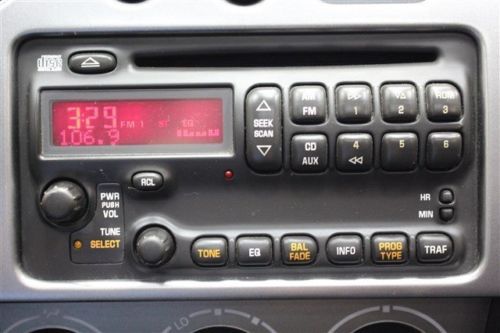 disc
3:29 FM 1 ST EQ
106.9
SEEK
SCAN
AM
FM
1
2
RDM
3
CD
AUX
4
5
6
PWR
PUSH
VOL
RCL
TUNE
SELECT
HR
MIN
TONE
EQ
BAL
FADE
INFO
PROG
TYPE
TRAF
LO